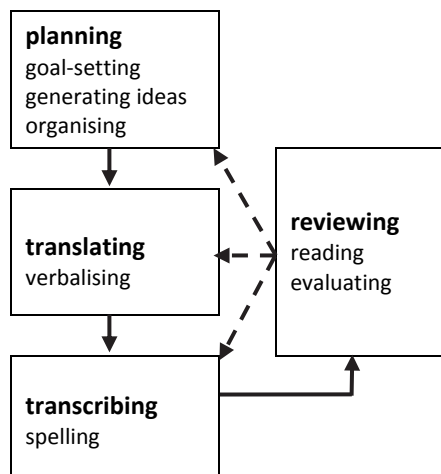 planning
goal-setting
generating ideas
organising
translating
verbalising
transcribing
spelling
reviewing
reading
evaluating